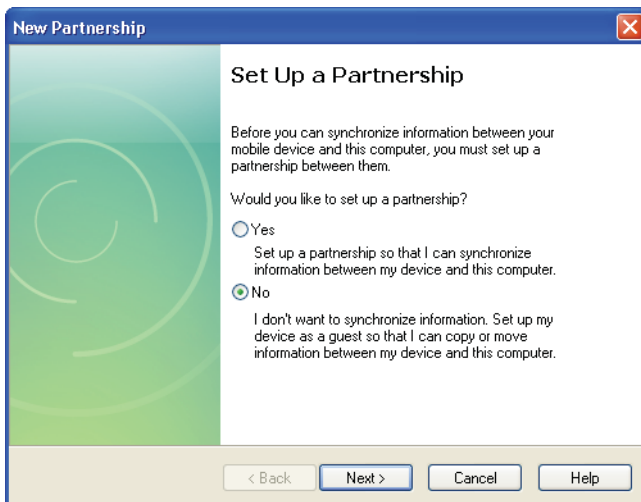 New Partnership
Set Up a Partnership
Before you can synchronize information between your
mobile device and this computer, you must set up a
partnership between them.
Would you like to set up a partnership?
Yes
Set up a partnership so that I can synchronize
information between my device and this computer.
No
I don't want to synchronize information. Set up my
device as a guest so that I can copy or move
information between my device and this computer.
< Back Next > Cancel Help